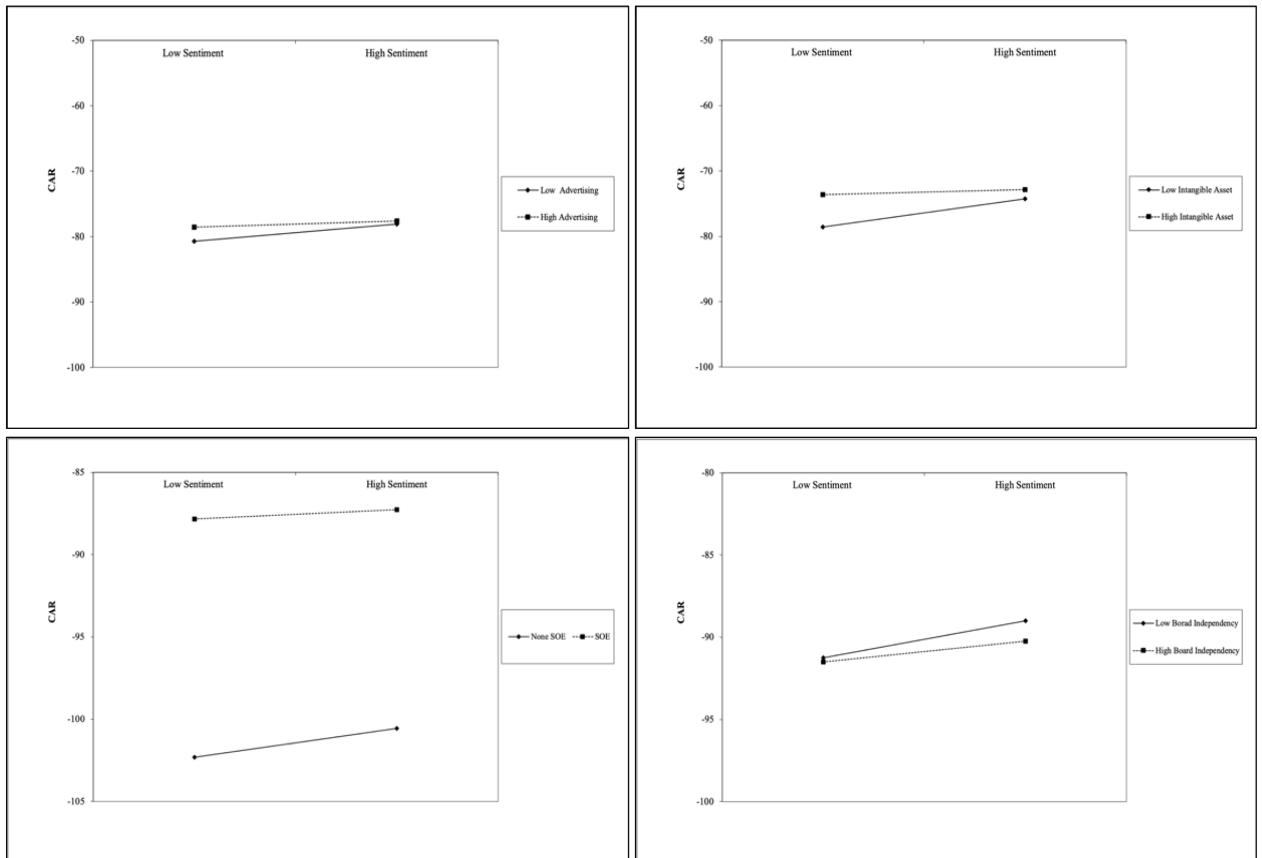 -50
Low Sentiment High Sentiment
-60
-70
-80
-90
-100
CAR
Low Advertising
High Advertising
-50
Low Sentiment High Sentiment
-60
-70
-80
-90
-100
CAR
Low Intangible Asset
High Intangible Asset
-85
Low Sentiment High Sentiment
-90
-95
-100
-105
CAR
None SOE SOE
-80
Low Sentiment High Sentiment
-85
-90
-95
-100
CAR
Low Borad Independency
High Board Independency